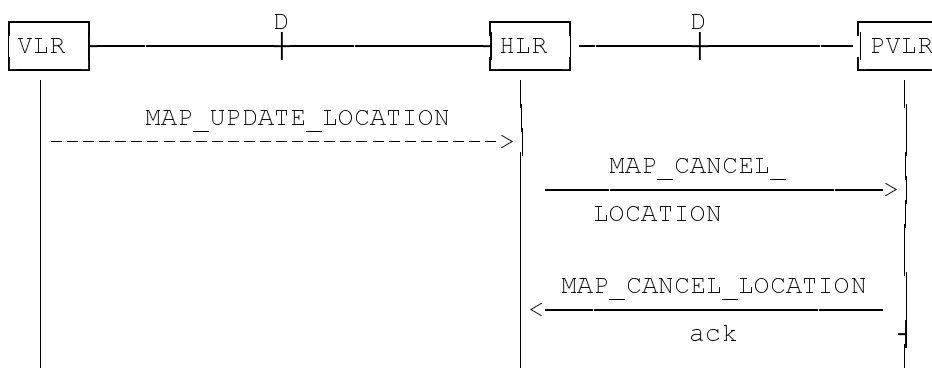 D D
VLR HLR PVLR
MAP_UPDATE_LOCATION
MAP_CANCEL_
LOCATION
MAP_CANCEL_LOCATION
ack